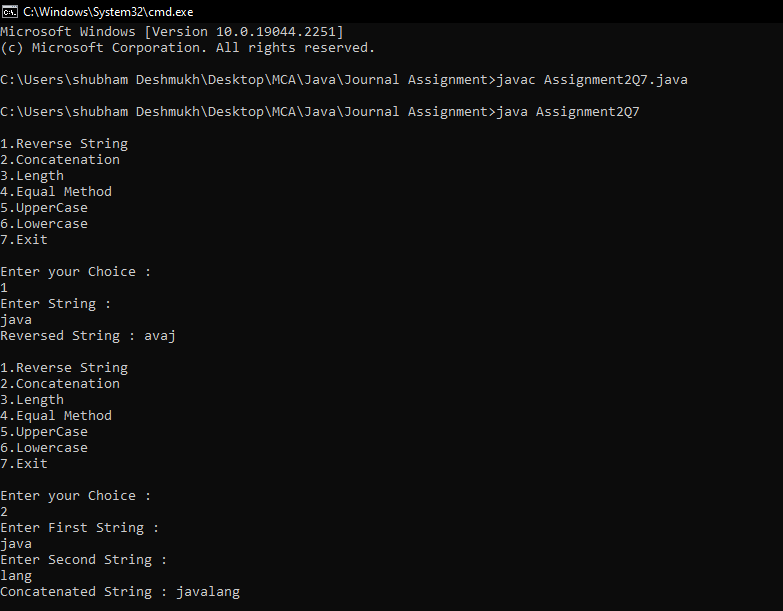 C:\Windows\System32\cmd.exe
Microsoft Windows [Version 10.0.19044.2251]
(c) Microsoft Corporation. All rights reserved.
C:\Users\shubham Deshmukh\Desktop\MCA\Java\Journal Assignment>javac Assignment2Q7.java
C:\Users\shubham Deshmukh\Desktop\MCA\Java\Journal Assignment>java Assignment2Q7
1.Reverse String
2.Concatenation
3.Length
4.Equal Method
5.UpperCase
6.Lowercase
7.Exit
Enter your Choice :
1
Enter String :
java
Reversed String : avaj
1.Reverse String
2.Concatenation
3.Length
4.Equal Method
5.UpperCase
6.Lowercase
7.Exit
Enter your Choice :
2
Enter First String :
java
Enter Second String :
lang
Concatenated String : javalang